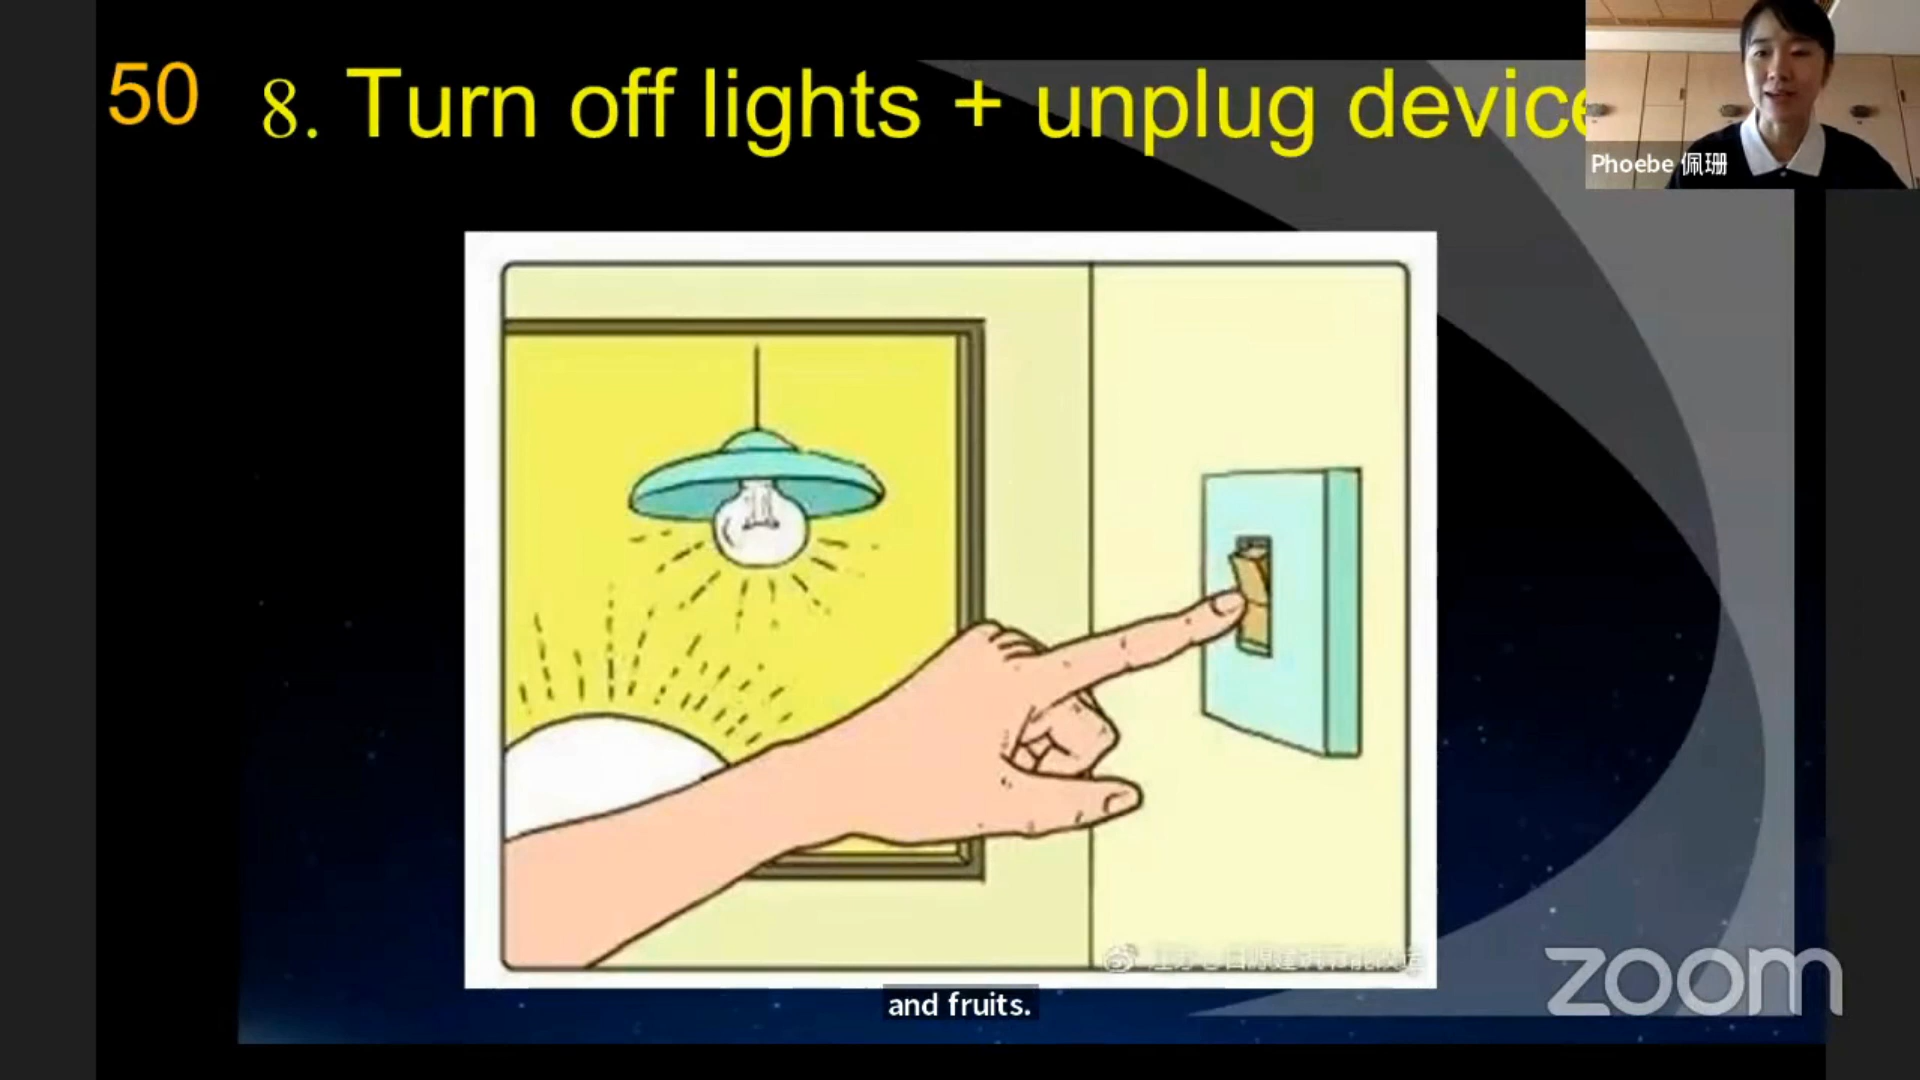 50
8. Turn off lights + unplug device
Phoebe 佩珊
and fruits.
zoom